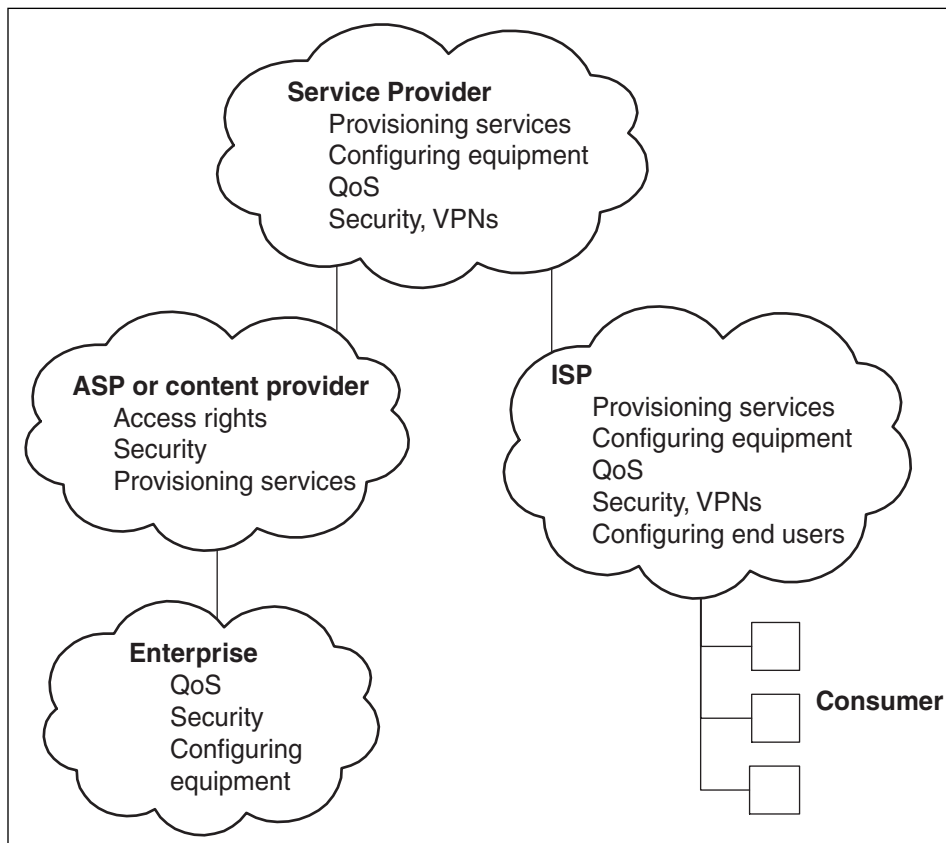 Service Provider
Provisioning services
Configuring equipment
QoS
Security, VPNs
ASP or content provider
Access rights
Security
Provisioning services
ISP
Provisioning services
Configuring equipment
QoS
Security, VPNs
Configuring end users
Enterprise
QoS
Security
Configuring
equipment
Consumer